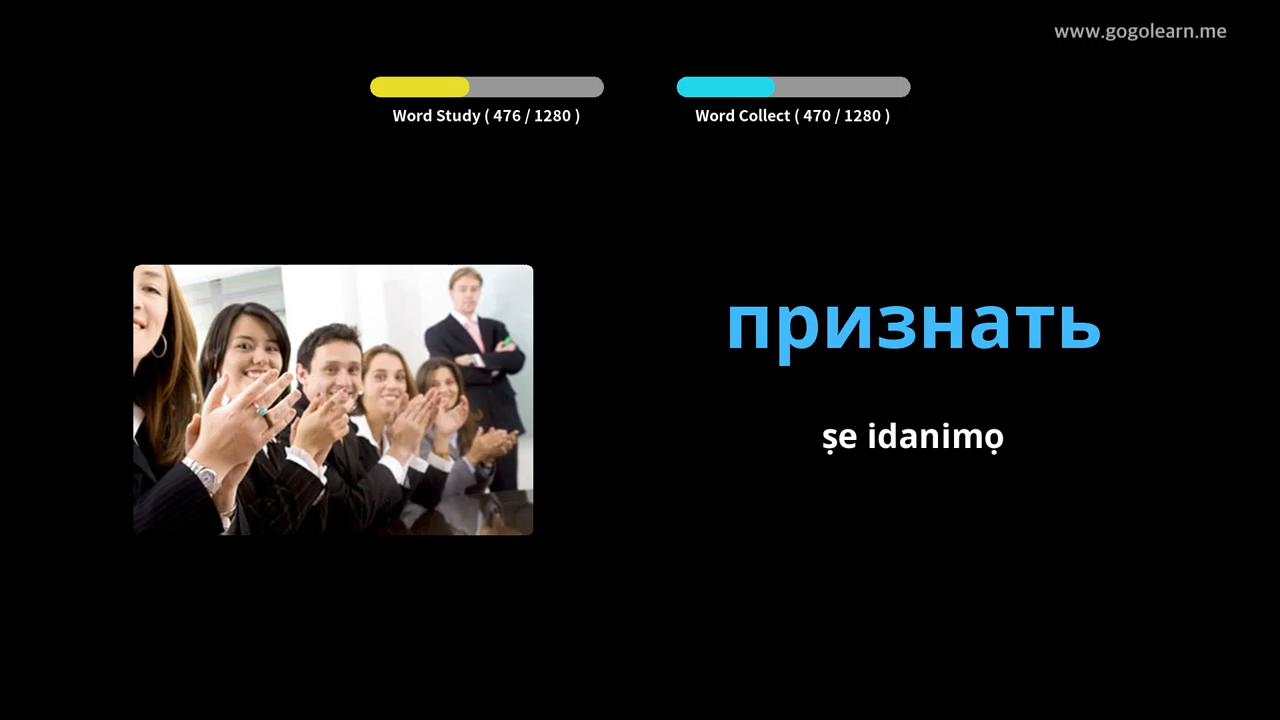 www.gogolearn.me
Word Study ( 476 / 1280 )
Word Collect ( 470 / 1280 )
признать
ṣe idanimọ